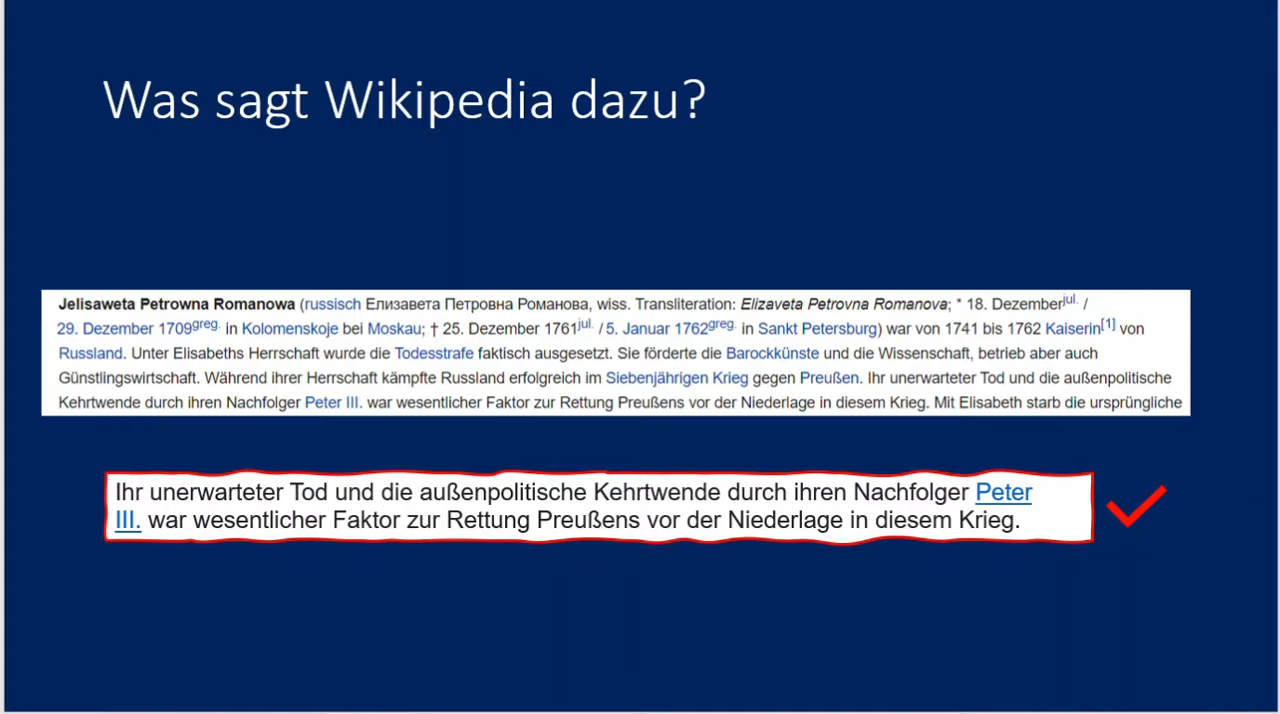 Was sagt Wikipedia dazu?
Jelisaweta Petrowna Romanowa (russisch Елизавета Петровна Романова, wiss. Transliteration: Elizaveta Petrovna Romanova; * 18. Dezemberjul. /
29. Dezember 1709greg. in Kolomenskoje bei Moskau; † 25. Dezember 1761jul. / 5. Januar 1762greg. in Sankt Petersburg) war von 1741 bis 1762 Kaiserin[1] von
Russland. Unter Elisabeths Herrschaft wurde die Todesstrafe faktisch ausgesetzt. Sie förderte die Barockkünste und die Wissenschaft, betrieb aber auch
Günstlingswirtschaft. Während ihrer Herrschaft kämpfte Russland erfolgreich im Siebenjährigen Krieg gegen Preußen. Ihr unerwarteter Tod und die außenpolitische
Kehrtwende durch ihren Nachfolger Peter III. war wesentlicher Faktor zur Rettung Preußens vor der Niederlage in diesem Krieg. Mit Elisabeth starb die ursprüngliche
Ihr unerwarteter Tod und die außenpolitische Kehrtwende durch ihren Nachfolger Peter
III. war wesentlicher Faktor zur Rettung Preußens vor der Niederlage in diesem Krieg.